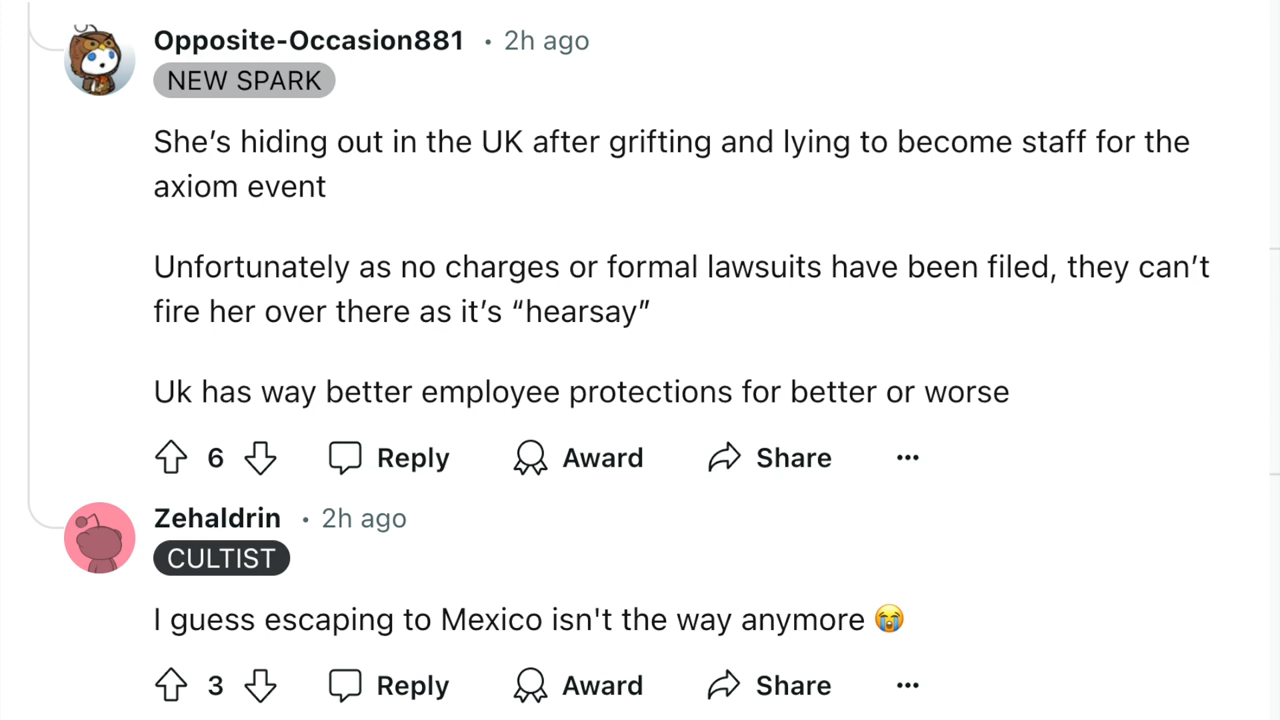 Opposite-Occasion881 • 2h ago
NEW SPARK
She’s hiding out in the UK after grifting and lying to become staff for the
axiom event
Unfortunately as no charges or formal lawsuits have been filed, they can’t
fire her over there as it’s “hearsay”
Uk has way better employee protections for better or worse
6 Reply Award Share ...
Zehaldrin • 2h ago
CULTIST
I guess escaping to Mexico isn't the way anymore 😭
3 Reply Award Share ...